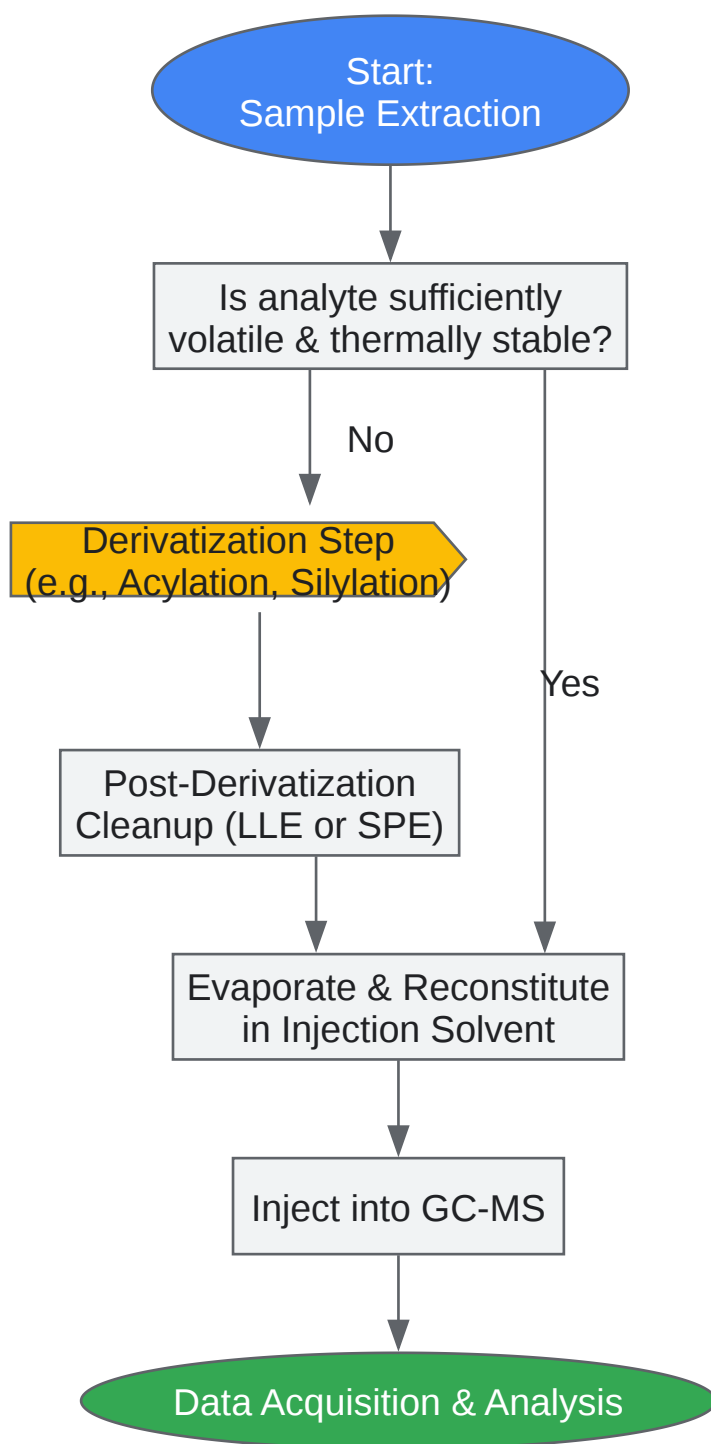 Start:
Sample Extraction
Is analyte sufficiently
volatile & thermally stable?
No
Derivatization Step
(e.g., Acylation, Silylation)
Yes
Post-Derivatization
Cleanup (LLE or SPE)
Evaporate & Reconstitute
in Injection Solvent
Inject into GC-MS
Data Acquisition & Analysis